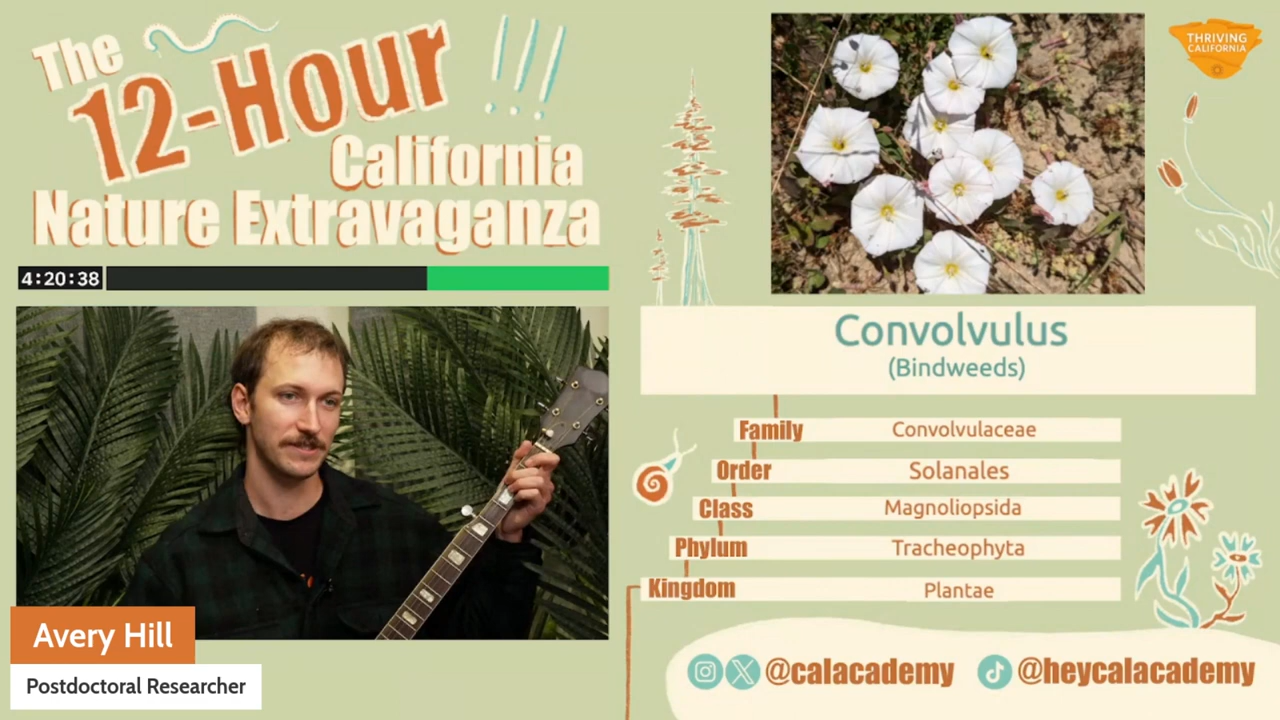 The
12-Hour !!!
California
Nature Extravaganza
4:20:38
THRIVING
CALIFORNIA
Convolvulus
(Bindweeds)
Family Convolvulaceae
Order Solanales
Class Magnoliopsida
Phylum Tracheophyta
Kingdom Plantae
Avery Hill
Postdoctoral Researcher
@calacademy @heycalacademy